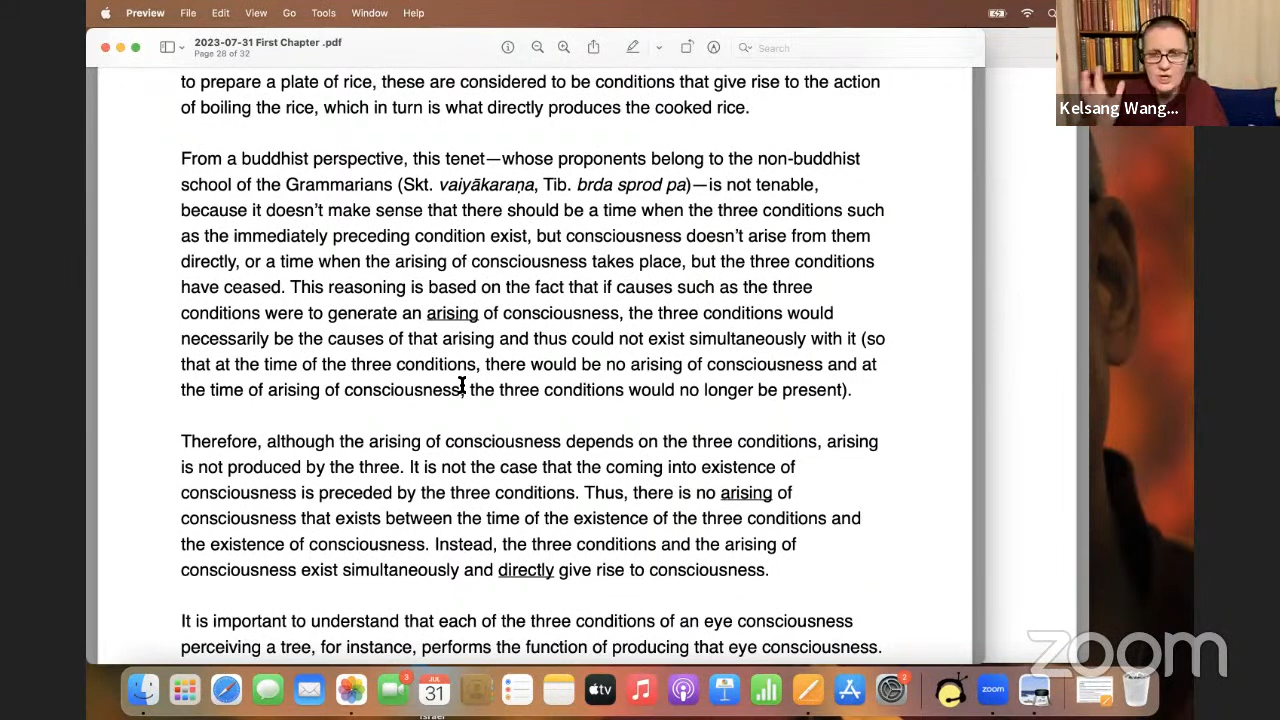 Preview File Edit View Go Tools Window Help
2023-07-31 First Chapter .pdf
Page 28 of 32
Search
Kelsang Wang...
to prepare a plate of rice, these are considered to be conditions that give rise to the action
of boiling the rice, which in turn is what directly produces the cooked rice.
From a buddhist perspective, this tenet—whose proponents belong to the non-buddhist
school of the Grammarians (Skt. vaiyākaraṇa, Tib. brda sprod pa)—is not tenable,
because it doesn't make sense that there should be a time when the three conditions such
as the immediately preceding condition exist, but consciousness doesn't arise from them
directly, or a time when the arising of consciousness takes place, but the three conditions
have ceased. This reasoning is based on the fact that if causes such as the three
conditions were to generate an arising of consciousness, the three conditions would
necessarily be the causes of that arising and thus could not exist simultaneously with it (so
that at the time of the three conditions, there would be no arising of consciousness and at
the time of arising of consciousness, the three conditions would no longer be present).
Therefore, although the arising of consciousness depends on the three conditions, arising
is not produced by the three. It is not the case that the coming into existence of
consciousness is preceded by the three conditions. Thus, there is no arising of
consciousness that exists between the time of the existence of the three conditions and
the existence of consciousness. Instead, the three conditions and the arising of
consciousness exist simultaneously and directly give rise to consciousness.
It is important to understand that each of the three conditions of an eye consciousness
perceiving a tree, for instance, performs the function of producing that eye consciousness.
zoom
3
JUL
31
tv
2
zoom
Israel